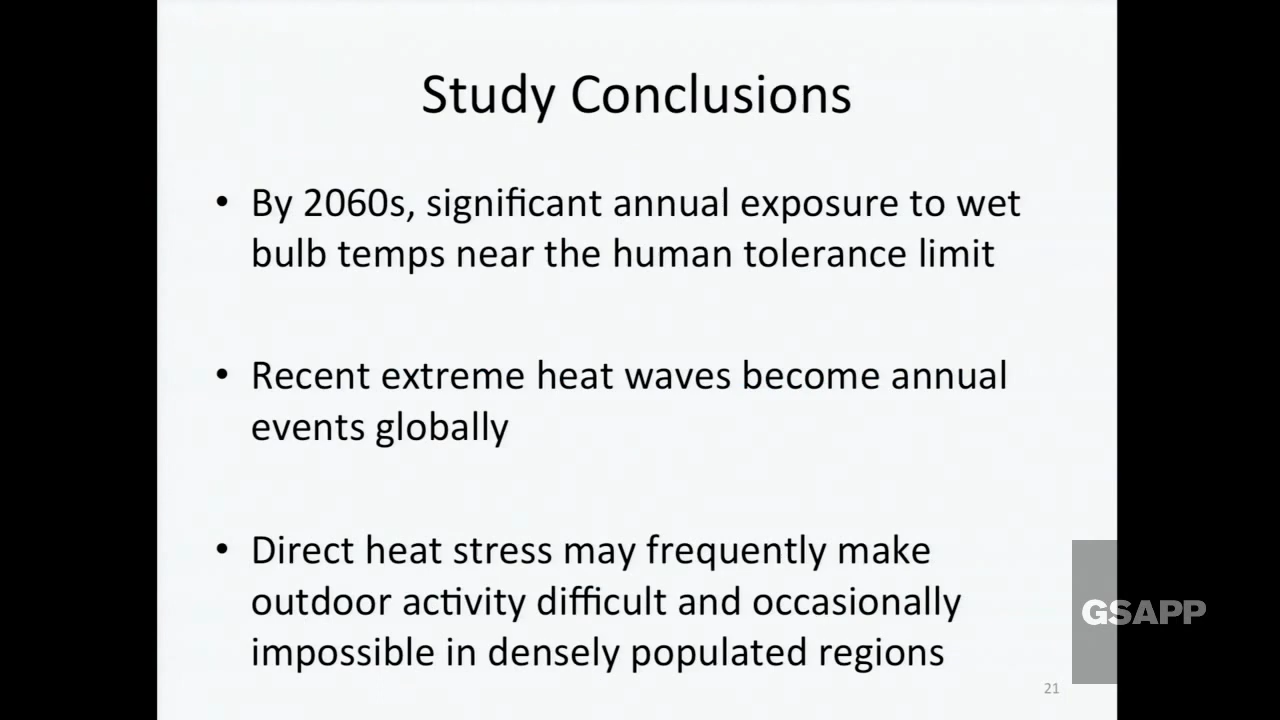 Study Conclusions
• By 2060s, significant annual exposure to wet
bulb temps near the human tolerance limit
• Recent extreme heat waves become annual
events globally
• Direct heat stress may frequently make
outdoor activity difficult and occasionally
impossible in densely populated regions
GSAPP
21